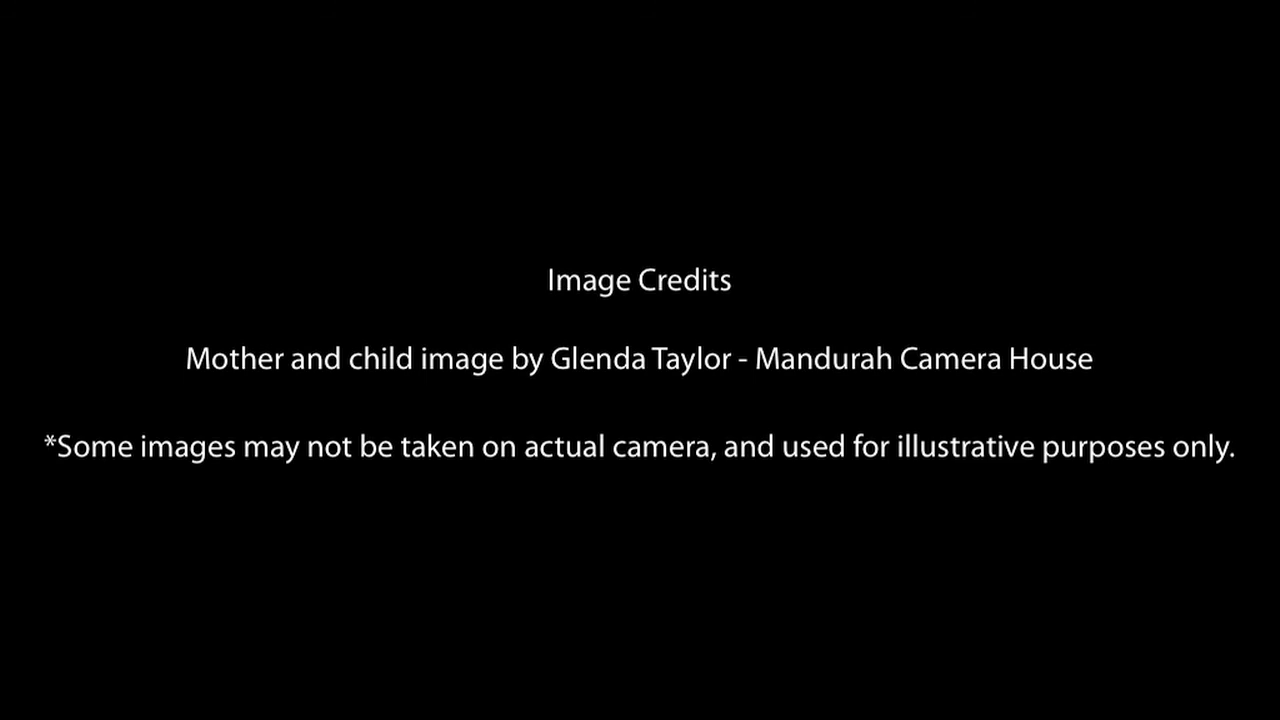 Image Credits
Mother and child image by Glenda Taylor - Mandurah Camera House
*Some images may not be taken on actual camera, and used for illustrative purposes only.